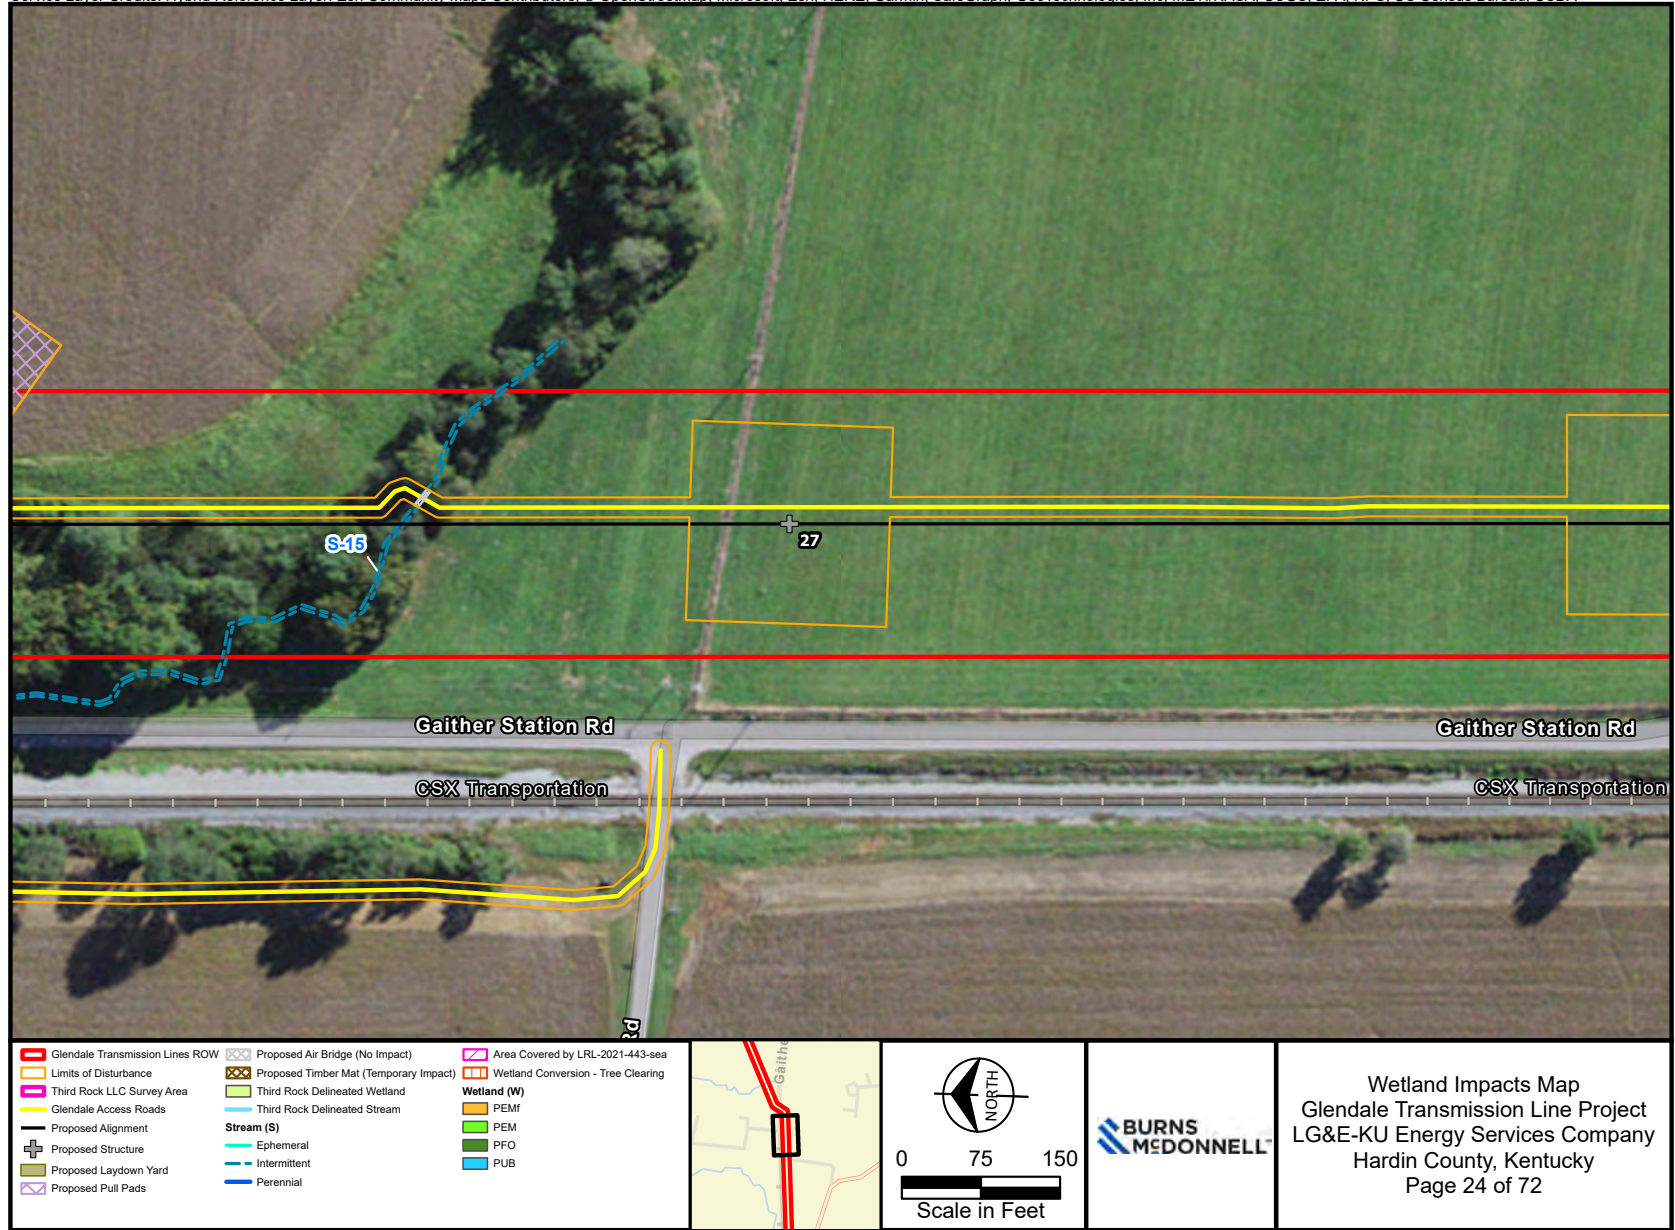 S-15
27
Gaither Station Rd
Gaither Station Rd
CSX Transportation
CSX Transportation
Rd
Glendale Transmission Lines ROW
Limits of Disturbance
Third Rock LLC Survey Area
Glendale Access Roads
Proposed Alignment
Proposed Structure
Proposed Laydown Yard
Proposed Pull Pads
Proposed Air Bridge (No Impact)
Proposed Timber Mat (Temporary Impact)
Third Rock Delineated Wetland
Third Rock Delineated Stream
Stream (S)
Ephemeral
Intermittent
Perennial
Area Covered by LRL-2021-443-sea
Wetland Conversion - Tree Clearing
Wetland (W)
PEMf
PEM
PFO
PUB
Gaithe
NORTH
0 75 150
Scale in Feet
BURNS
MCDONNELL
Wetland Impacts Map
Glendale Transmission Line Project
LG&E-KU Energy Services Company
Hardin County, Kentucky
Page 24 of 72